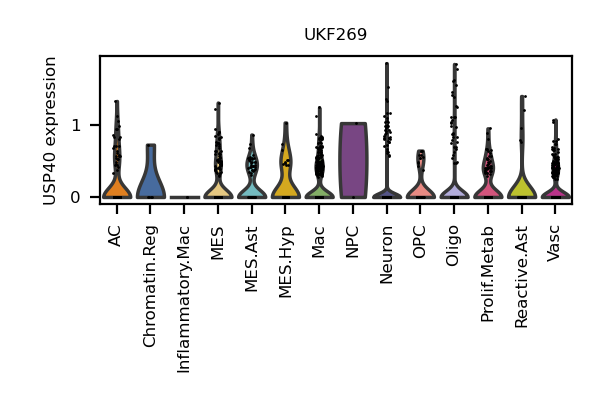 UKF269
USP40 expression
1
0
AC
Chromatin.Reg
Inflammatory.Mac
MES
MES.Ast
MES.Hyp
Mac
NPC
Neuron
OPC
Oligo
Prolif.Metab
Reactive.Ast
Vasc